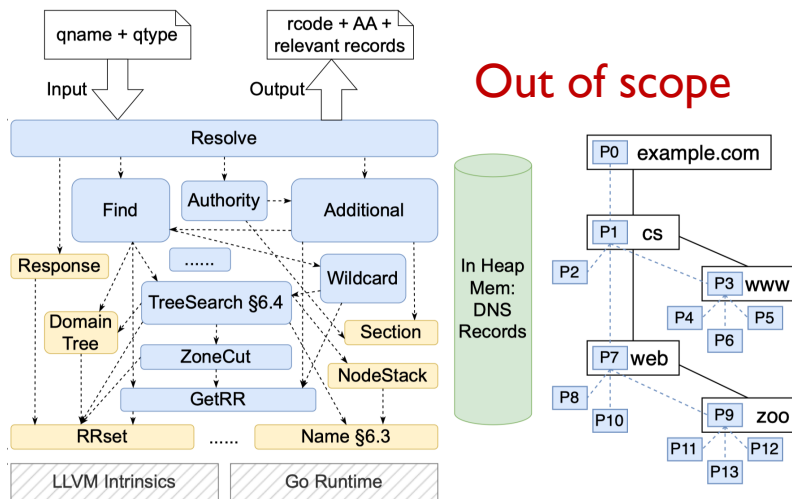 qname + qtype
rcode + AA +
relevant records
Input
Output
Out of scope
Resolve
Find
Authority
Additional
Response
......
Wildcard
TreeSearch §6.4
Domain
Tree
Section
ZoneCut
NodeStack
GetRR
RRset
......
Name §6.3
LLVM Intrinsics
Go Runtime
In Heap
Mem:
DNS
Records
P0 example.com
P1 cs
P2
P3 www
P4
P5
P6
P7 web
P8
P10
P9 zoo
P11
P12
P13